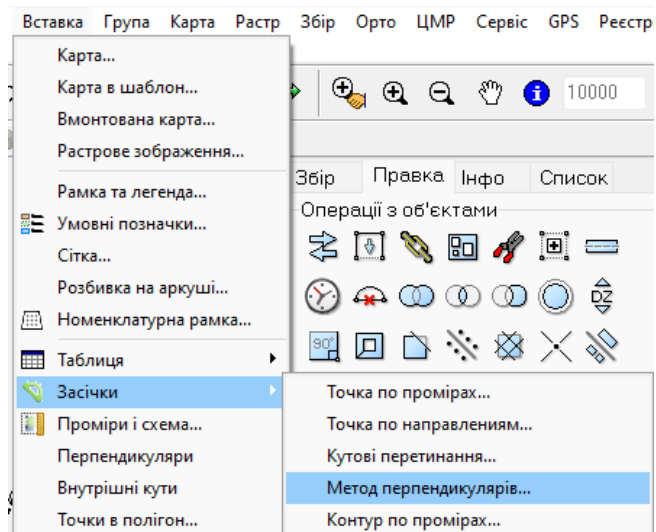 Вставка Група Карта Растр Збір Орто ЦМР Сервіс GPS Реєстр
Карта...
Карта в шаблон...
10000
Вмонтована карта...
Растрове зображення...
Збір Правка Інфо Список
Рамка та легенда...
Операції з об'єктами
Умовні позначки...
Сітка...
Розбивка на аркуші...
DZ
Номенклатурна рамка...
90°
Таблиця
Засічки
Точка по промірах...
Проміри і схема...
Точка по направленням...
Перпендикуляри
Кутові перетинання...
Внутрішні кути
Метод перпендикулярів...
Точки в полігон...
Контур по промірах...